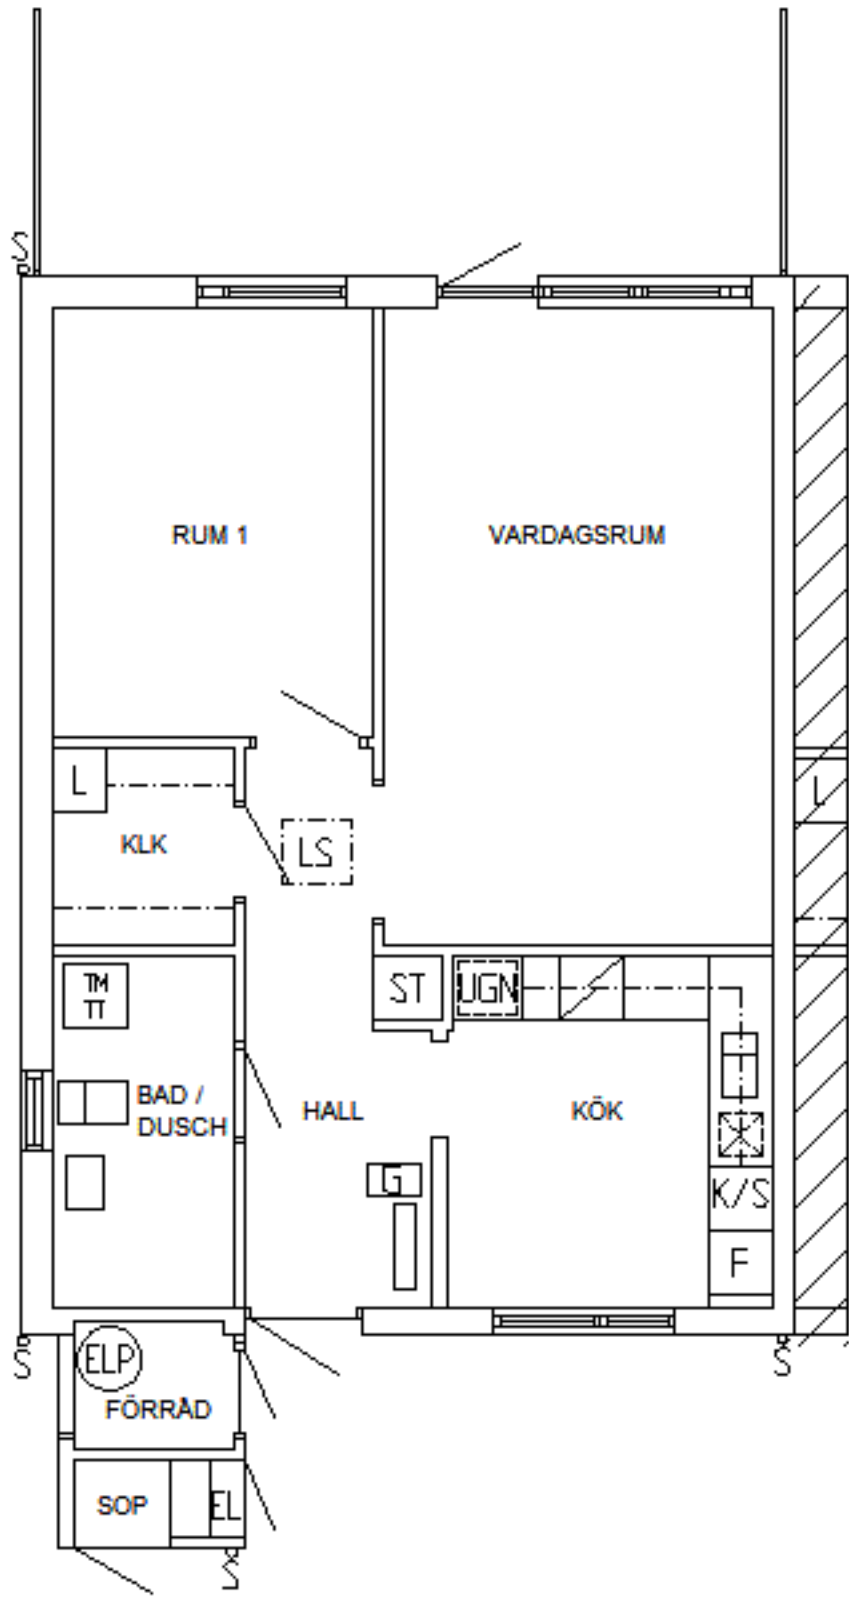 S
RUM 1
VARDAGSRUM
L
L
KLK
LS
TM
TT
ST
UGN
BAD /
DUSCH
HALL
KÖK
G
K/S
F
S
S
ELP
FÖRRÅD
SOP
EL
S